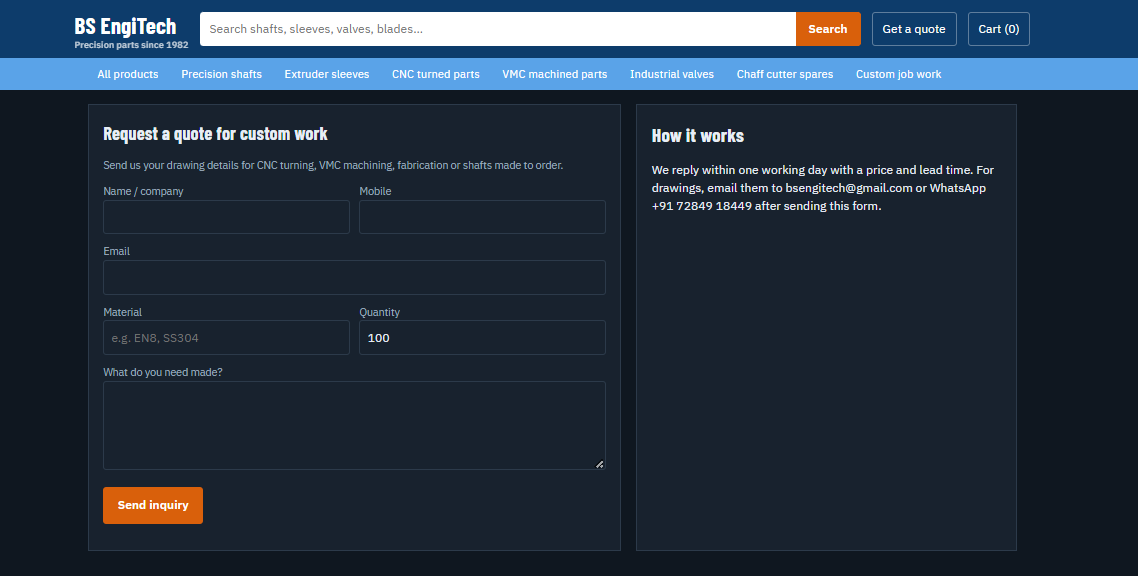 BS EngiTech
Precision parts since 1982
Search shafts, sleeves, valves, blades...
Search
Get a quote
Cart (0)
All products
Precision shafts
Extruder sleeves
CNC turned parts
VMC machined parts
Industrial valves
Chaff cutter spares
Custom job work
Request a quote for custom work
Send us your drawing details for CNC turning, VMC machining, fabrication or shafts made to order.
Name / company
Mobile
Email
Material
Quantity
e.g. EN8, SS304
100
What do you need made?
Send inquiry
How it works
We reply within one working day with a price and lead time. For
drawings, email them to bsengitech@gmail.com or WhatsApp
+91 72849 18449 after sending this form.